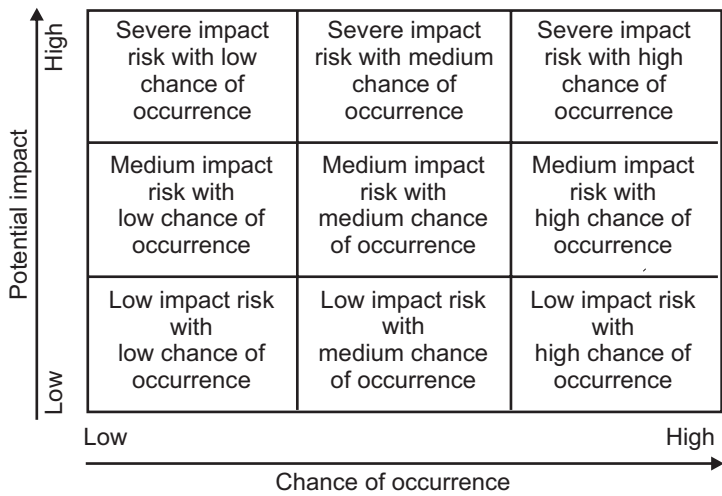 High
Potential impact
Low
Severe impact
risk with low
chance of
occurrence
Severe impact
risk with medium
chance of
occurrence
Severe impact
risk with high
chance of
occurrence
Medium impact
risk with
low chance of
occurrence
Medium impact
risk with
medium chance
of occurrence
Medium impact
risk with
high chance of
occurrence
Low impact risk
with
low chance of
occurrence
Low impact risk
with
medium chance
of occurrence
Low impact risk
with
high chance of
occurrence
Low
High
Chance of occurrence